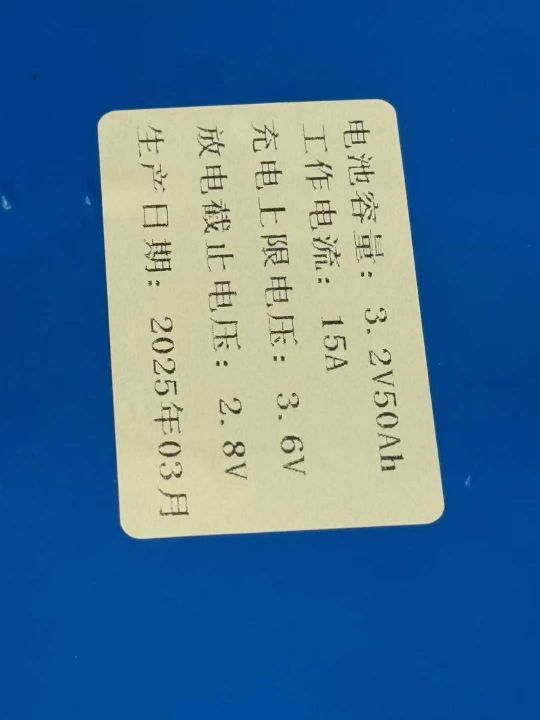 电池容量：3.2V50Ah
工作电流：15A
充电上限电压：3.6V
放电截止电压：2.8V
生产日期：2025年03月